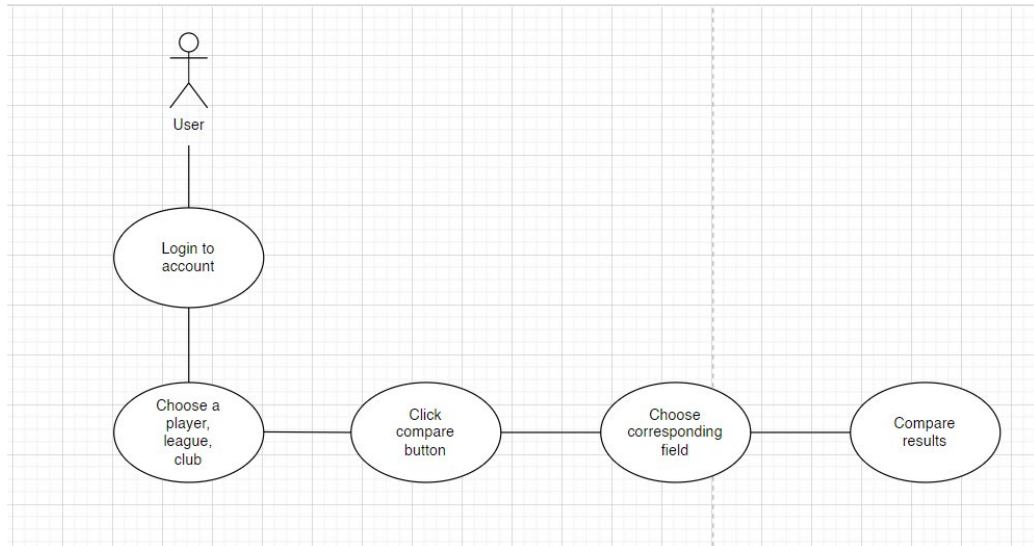 User
Login to
account
Choose a
player,
league,
club
Click
compare
button
Choose
corresponding
field
Compare
results